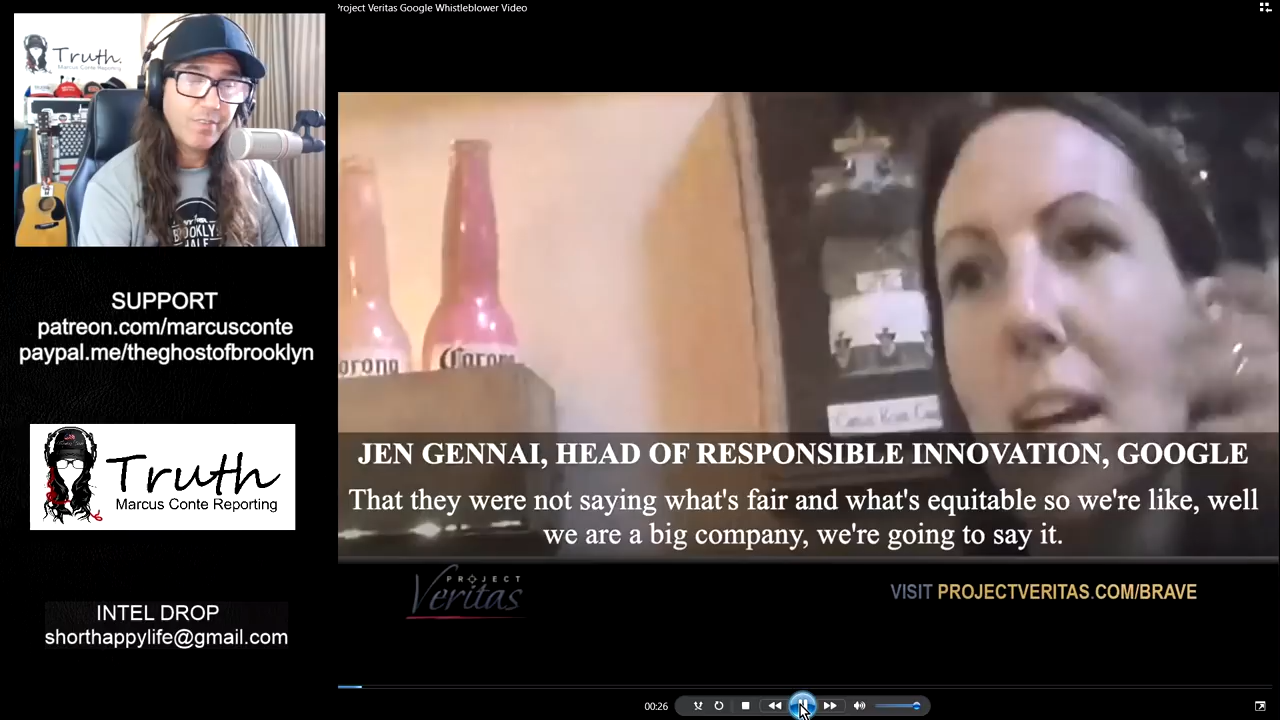 Project Veritas Google Whistleblower Video
Truth.
Marcus Conte Reporting
BROOKLY
SUPPORT
patreon.com/marcusconte
paypal.me/theghostofbrooklyn
Truth
Marcus Conte Reporting
INTEL DROP
shorthappylife@gmail.com
Corona
JEN GENNAI, HEAD OF RESPONSIBLE INNOVATION, GOOGLE
That they were not saying what's fair and what's equitable so we're like, well
we are a big company, we're going to say it.
PROJECT
Veritas
VISIT PROJECTVERITAS.COM/BRAVE
00:26